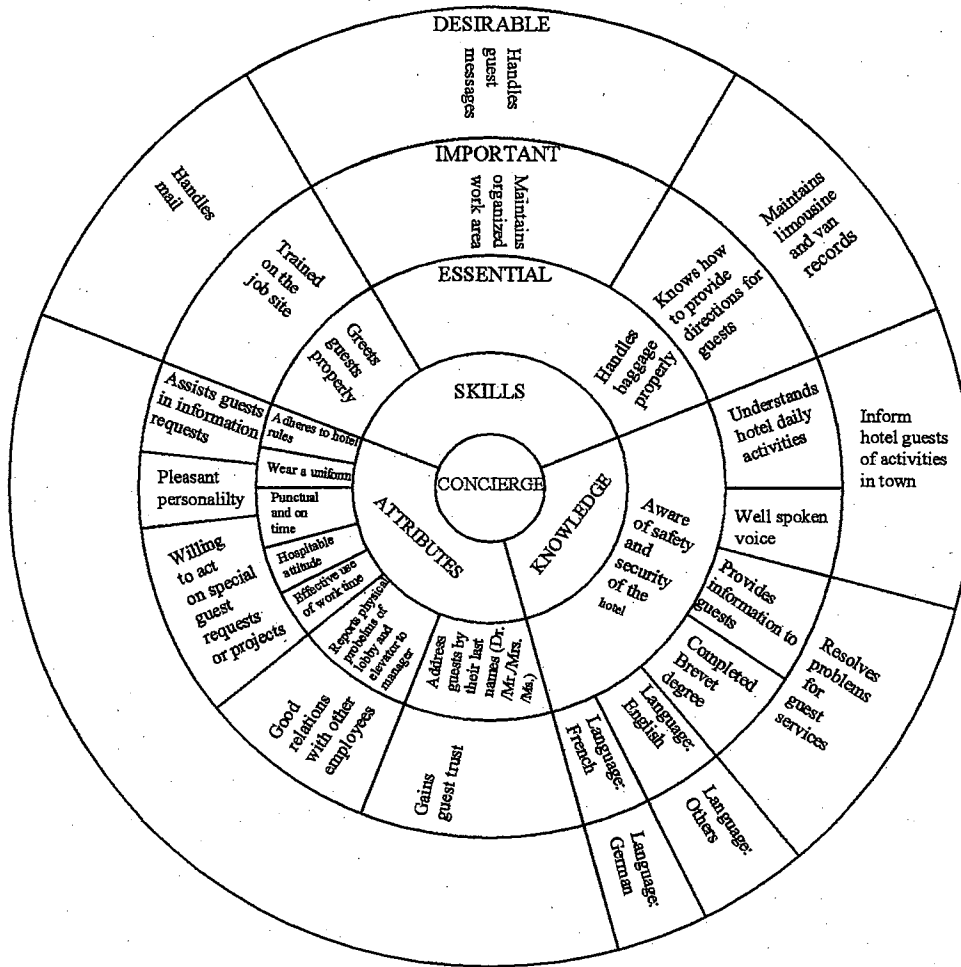 DESIRABLE
Handles
guest
messages
Handles
mail
Maintains
limousine
and van
records
IMPORTANT
Maintains
organized
work area
Trained
on the
job site
Knows how
to provide
directions for
guests
ESSENTIAL
Greets
guests
properly
Handles
baggage
properly
SKILLS
CONCIERGE
KNOWLEDGE
ATTRIBUTES
Understands
hotel daily
activities
Inform
hotel guests
of activities
in town
Aware
of safety
and
security
of the
hotel
Well spoken
voice
Provides
information to
guests
Completed
Brevet
degree
Language:
English
Language:
French
Resolves
problems
for
guest
services
Language:
Others
Language:
German
Assists guests
in information
requests
Pleasant
personalilty
Willing
to act
on special
guest
requests
or projects
Good
relations
with other
employees
Gains
guest trust
Adheres to hotel
rules
Wear a uniform
Punctual
and on
time
Hospitable
attitude
Effective use
of work time
Reports physical
probelms of
lobby and
elevator to
manager
Address
guests by
their last
names (Dr.
/Mr./Mrs.
/Ms.)